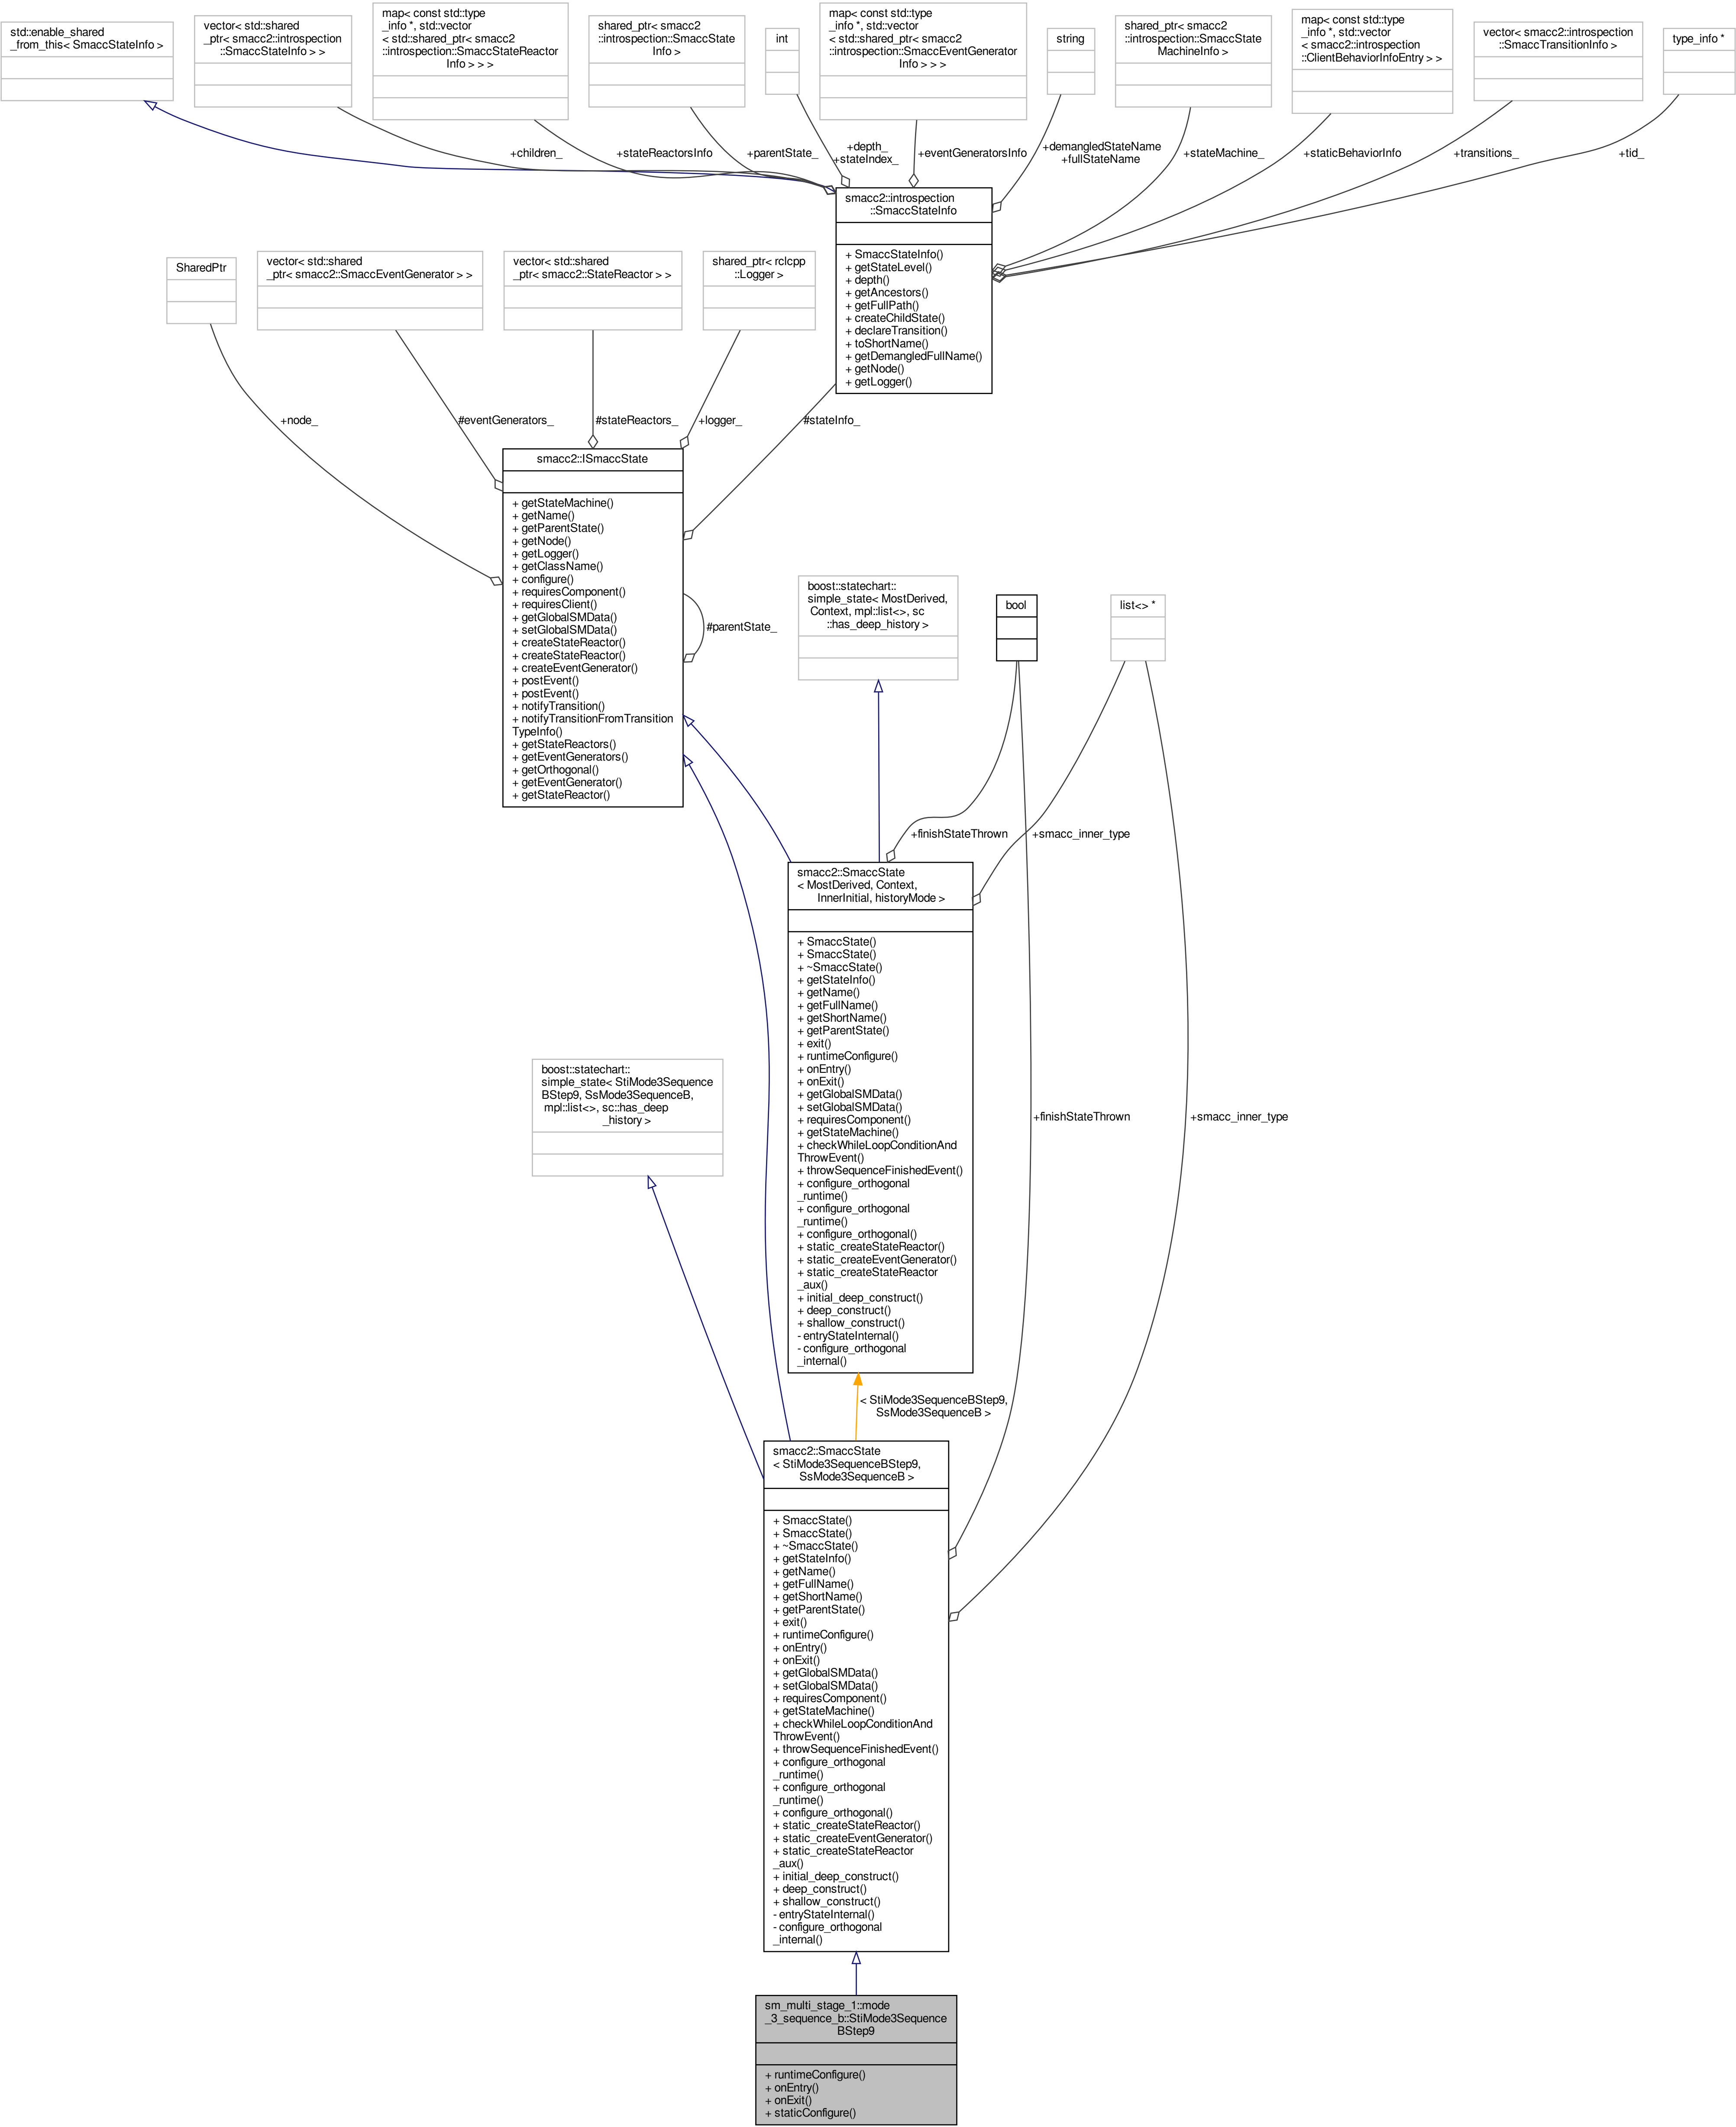 std::enable_shared
_from_this< SmaccStateInfo >
vector< std::shared
_ptr< smacc2::introspection
::SmaccStateInfo > >
map< const std::type
_info *, std::vector
< std::shared_ptr< smacc2
::introspection::SmaccStateReactor
Info > > >
shared_ptr< smacc2
::introspection::SmaccState
Info >
int
map< const std::type
_info *, std::vector
< std::shared_ptr< smacc2
::introspection::SmaccEventGenerator
Info > > >
string
shared_ptr< smacc2
::introspection::SmaccState
MachineInfo >
map< const std::type
_info *, std::vector
< smacc2::introspection
::ClientBehaviorInfoEntry > >
vector< smacc2::introspection
::SmaccTransitionInfo >
type_info *
+children_
+stateReactorsInfo
+parentState_
+depth_
+stateIndex_
+eventGeneratorsInfo
+demangledStateName
+fullStateName
+stateMachine_
+staticBehaviorInfo
+transitions_
+tid_
smacc2::introspection
::SmaccStateInfo
+ SmaccStateInfo()
+ getStateLevel()
+ depth()
+ getAncestors()
+ getFullPath()
+ createChildState()
+ declareTransition()
+ toShortName()
+ getDemangledFullName()
+ getNode()
+ getLogger()
SharedPtr
vector< std::shared
_ptr< smacc2::SmaccEventGenerator > >
vector< std::shared
_ptr< smacc2::StateReactor > >
shared_ptr< rclcpp
::Logger >
+node_
#eventGenerators_
#stateReactors_
+logger_
#stateInfo_
smacc2::ISmaccState
+ getStateMachine()
+ getName()
+ getParentState()
+ getNode()
+ getLogger()
+ getClassName()
+ configure()
+ requiresComponent()
+ requiresClient()
+ getGlobalSMData()
+ setGlobalSMData()
+ createStateReactor()
+ createStateReactor()
+ createEventGenerator()
+ postEvent()
+ postEvent()
+ notifyTransition()
+ notifyTransitionFromTransition
TypeInfo()
+ getStateReactors()
+ getEventGenerators()
+ getOrthogonal()
+ getEventGenerator()
+ getStateReactor()
#parentState_
boost::statechart::
simple_state< MostDerived,
Context, mpl::list<>, sc
::has_deep_history >
bool
list<> *
+finishStateThrown
+smacc_inner_type
smacc2::SmaccState
< MostDerived, Context,
InnerInitial, historyMode >
+ SmaccState()
+ SmaccState()
+ ~SmaccState()
+ getStateInfo()
+ getName()
+ getFullName()
+ getShortName()
+ getParentState()
+ exit()
+ runtimeConfigure()
+ onEntry()
+ onExit()
+ getGlobalSMData()
+ setGlobalSMData()
+ requiresComponent()
+ getStateMachine()
+ checkWhileLoopConditionAnd
ThrowEvent()
+ throwSequenceFinishedEvent()
+ configure_orthogonal
_runtime()
+ configure_orthogonal
_runtime()
+ configure_orthogonal()
+ static_createStateReactor()
+ static_createEventGenerator()
+ static_createStateReactor
_aux()
+ initial_deep_construct()
+ deep_construct()
+ shallow_construct()
- entryStateInternal()
- configure_orthogonal
_internal()
boost::statechart::
simple_state< StiMode3Sequence
BStep9, SsMode3SequenceB,
mpl::list<>, sc::has_deep
_history >
+finishStateThrown
+smacc_inner_type
< StiMode3SequenceBStep9,
SsMode3SequenceB >
smacc2::SmaccState
< StiMode3SequenceBStep9,
SsMode3SequenceB >
+ SmaccState()
+ SmaccState()
+ ~SmaccState()
+ getStateInfo()
+ getName()
+ getFullName()
+ getShortName()
+ getParentState()
+ exit()
+ runtimeConfigure()
+ onEntry()
+ onExit()
+ getGlobalSMData()
+ setGlobalSMData()
+ requiresComponent()
+ getStateMachine()
+ checkWhileLoopConditionAnd
ThrowEvent()
+ throwSequenceFinishedEvent()
+ configure_orthogonal
_runtime()
+ configure_orthogonal
_runtime()
+ configure_orthogonal()
+ static_createStateReactor()
+ static_createEventGenerator()
+ static_createStateReactor
_aux()
+ initial_deep_construct()
+ deep_construct()
+ shallow_construct()
- entryStateInternal()
- configure_orthogonal
_internal()
sm_multi_stage_1::mode
_3_sequence_b::StiMode3Sequence
BStep9
+ runtimeConfigure()
+ onEntry()
+ onExit()
+ staticConfigure()